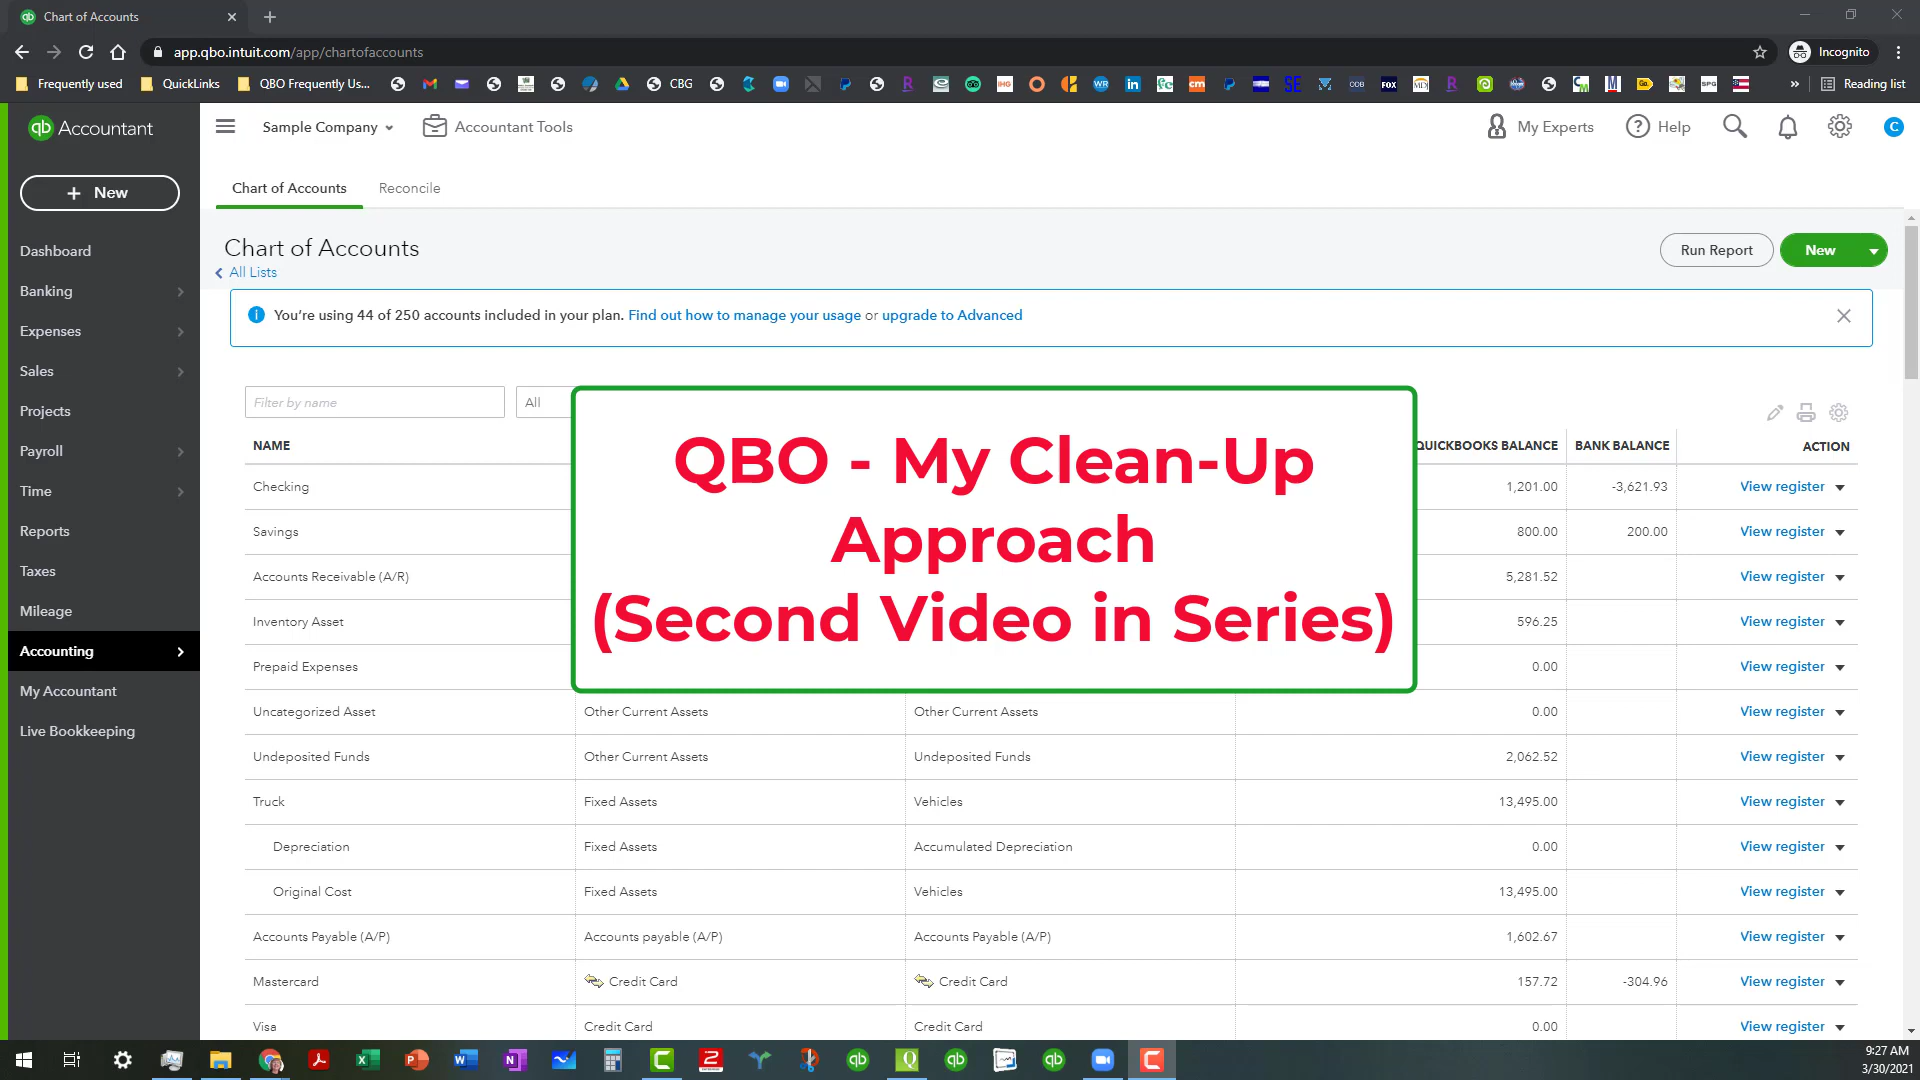 Chart of Accounts
app.qbo.intuit.com/app/chartofaccounts
Incognito
Frequently used
QuickLinks
QBO Frequently Us...
CBG
Reading list
Accountant
Sample Company
Accountant Tools
My Experts
Help
C
+ New
Chart of Accounts
Reconcile
Dashboard
Banking
Expenses
Sales
Projects
Payroll
Time
Reports
Taxes
Mileage
Accounting
My Accountant
Live Bookkeeping
Chart of Accounts
All Lists
Run Report
New
You're using 44 of 250 accounts included in your plan. Find out how to manage your usage or upgrade to Advanced
Filter by name
All
QBO - My Clean-Up
Approach
(Second Video in Series)
NAME QUICKBOOKS BALANCE BANK BALANCE ACTION
Checking 1,201.00 -3,621.93 View register
Savings 800.00 200.00 View register
Accounts Receivable (A/R) 5,281.52 View register
Inventory Asset 596.25 View register
Prepaid Expenses 0.00 View register
Uncategorized Asset Other Current Assets Other Current Assets 0.00 View register
Undeposited Funds Other Current Assets Undeposited Funds 2,062.52 View register
Truck Fixed Assets Vehicles 13,495.00 View register
Depreciation Fixed Assets Accumulated Depreciation 0.00 View register
Original Cost Fixed Assets Vehicles 13,495.00 View register
Accounts Payable (A/P) Accounts payable (A/P) Accounts Payable (A/P) 1,602.67 View register
Mastercard Credit Card Credit Card 157.72 -304.96 View register
Visa Credit Card Credit Card 0.00 View register
9:27 AM
3/30/2021